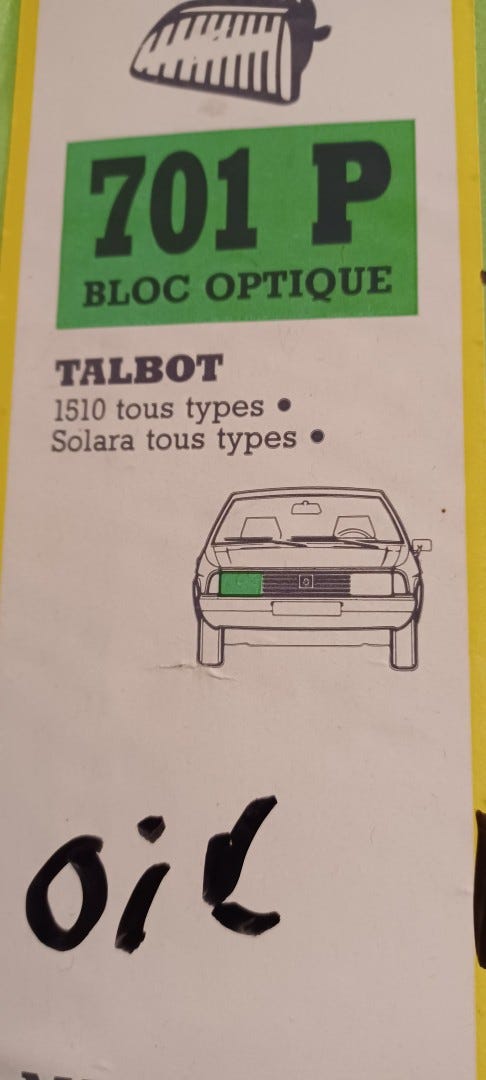 701 P
BLOC OPTIQUE
TALBOT
1510 tous types •
Solara tous types •
oil